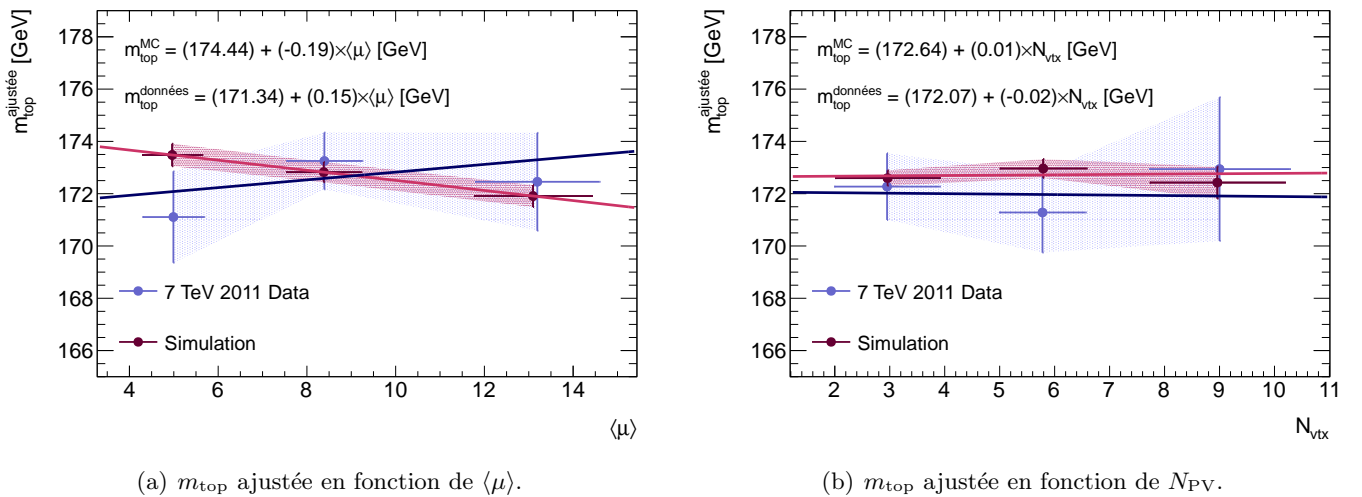 m_top^ajustée [GeV]
178
176
174
172
170
168
166
m_top^MC = (174.44) + (-0.19)×⟨μ⟩ [GeV]
m_top^données = (171.34) + (0.15)×⟨μ⟩ [GeV]
7 TeV 2011 Data
Simulation
4 6 8 10 12 14
⟨μ⟩
(a) m_top ajustée en fonction de ⟨μ⟩.
m_top^ajustée [GeV]
178
176
174
172
170
168
166
m_top^MC = (172.64) + (0.01)×N_vtx [GeV]
m_top^données = (172.07) + (-0.02)×N_vtx [GeV]
7 TeV 2011 Data
Simulation
2 3 4 5 6 7 8 9 10 11
N_vtx
(b) m_top ajustée en fonction de N_PV.